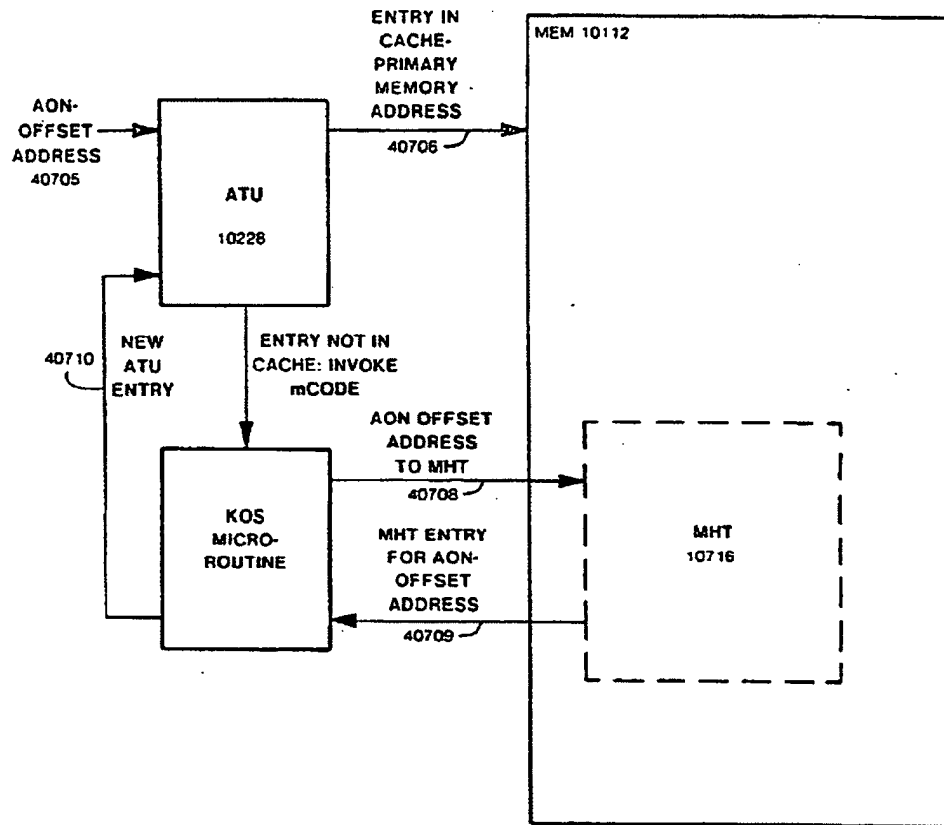 ENTRY IN
CACHE-
PRIMARY
MEMORY
ADDRESS
40706
MEM 10112
AON-
OFFSET
ADDRESS
40705
ATU
10228
40710
NEW
ATU
ENTRY
ENTRY NOT IN
CACHE: INVOKE
mCODE
AON OFFSET
ADDRESS
TO MHT
40708
KOS
MICRO-
ROUTINE
MHT ENTRY
FOR AON-
OFFSET
ADDRESS
40709
MHT
10716